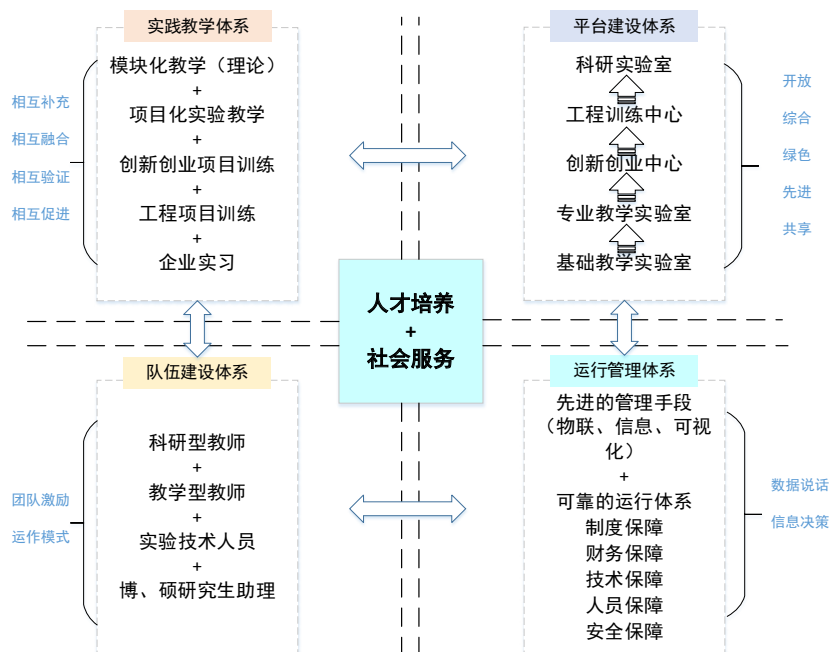 实践教学体系
模块化教学（理论）
+
项目化实验教学
+
创新创业项目训练
+
工程项目训练
+
企业实习
相互补充
相互融合
相互验证
相互促进
平台建设体系
科研实验室
工程训练中心
创新创业中心
专业教学实验室
基础教学实验室
开放
综合
绿色
先进
共享
人才培养
+
社会服务
队伍建设体系
科研型教师
+
教学型教师
+
实验技术人员
+
博、硕研究生助理
团队激励
运作模式
运行管理体系
先进的管理手段
（物联、信息、可视
化）
+
可靠的运行体系
制度保障
财务保障
技术保障
人员保障
安全保障
数据说话
信息决策